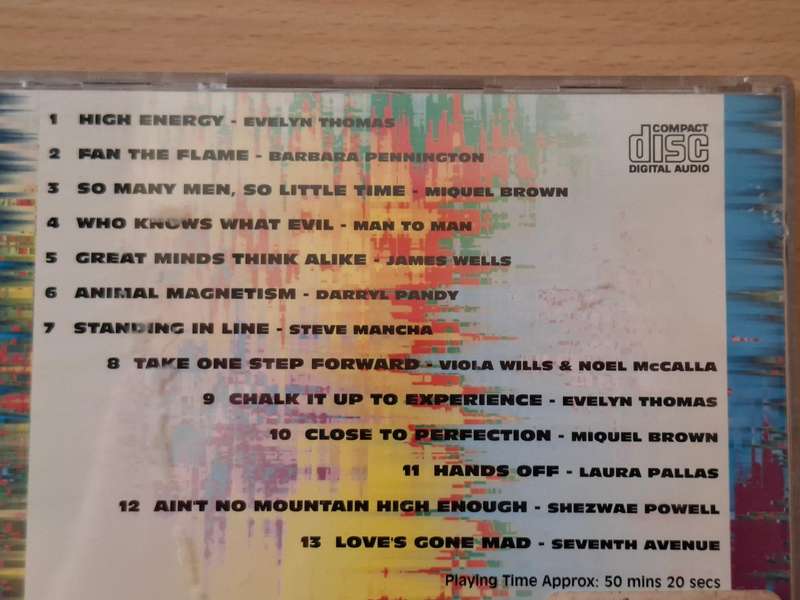 1 HIGH ENERGY - EVELYN THOMAS
2 FAN THE FLAME - BARBARA PENNINGTON
3 SO MANY MEN, SO LITTLE TIME - MIQUEL BROWN
4 WHO KNOWS WHAT EVIL - MAN TO MAN
5 GREAT MINDS THINK ALIKE - JAMES WELLS
6 ANIMAL MAGNETISM - DARRYL PANDY
7 STANDING IN LINE - STEVE MANCHA
8 TAKE ONE STEP FORWARD - VIOLA WILLS & NOEL McCALLA
9 CHALK IT UP TO EXPERIENCE - EVELYN THOMAS
10 CLOSE TO PERFECTION - MIQUEL BROWN
11 HANDS OFF - LAURA PALLAS
12 AIN'T NO MOUNTAIN HIGH ENOUGH - SHEZWAE POWELL
13 LOVE'S GONE MAD - SEVENTH AVENUE
Playing Time Approx: 50 mins 20 secs
COMPACT
disc
DIGITAL AUDIO